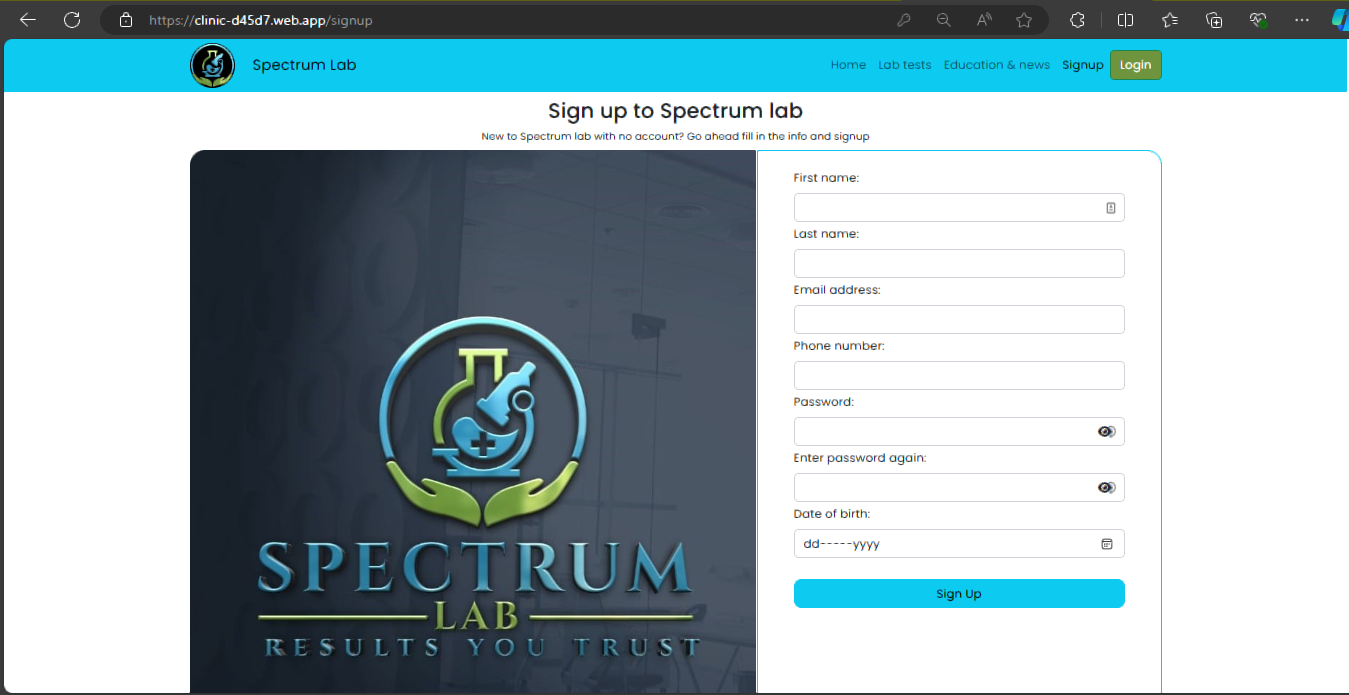 https://clinic-d45d7.web.app/signup
Spectrum Lab
Home Lab tests Education & news Signup Login
Sign up to Spectrum lab
New to Spectrum lab with no account? Go ahead fill in the info and signup
SPECTRUM
LAB
RESULTS YOU TRUST
First name:
Last name:
Email address:
Phone number:
Password:
Enter password again:
Date of birth:
dd-----yyyy
Sign Up